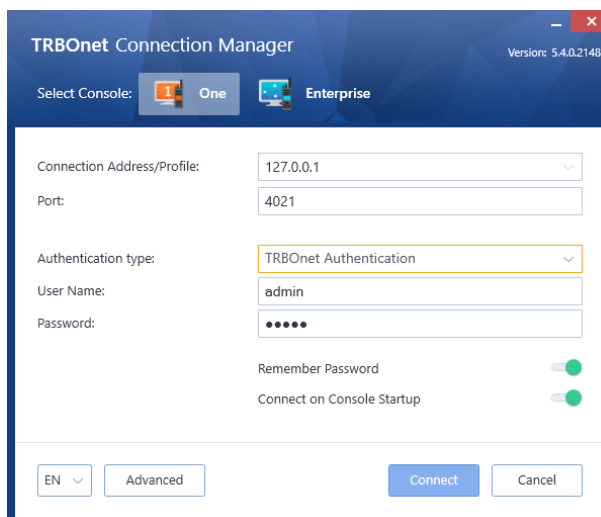 TRBOnet Connection Manager
Version: 5.4.0.2148
Select Console: 1 One Enterprise
Connection Address/Profile: 127.0.0.1
Port: 4021
Authentication type: TRBOnet Authentication
User Name: admin
Password: ●●●●●
Remember Password
Connect on Console Startup
EN Advanced Connect Cancel